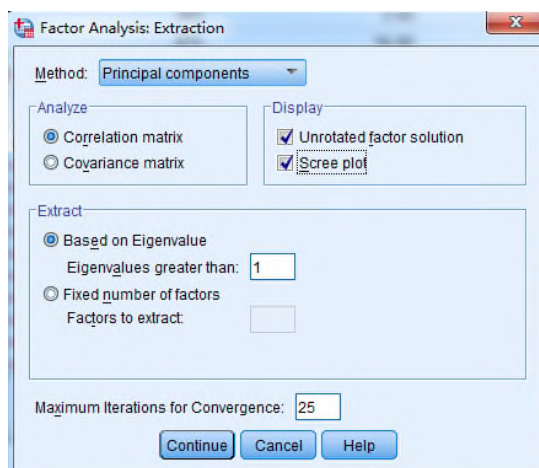 Factor Analysis: Extraction
Method: Principal components
Analyze
Correlation matrix
Covariance matrix
Display
Unrotated factor solution
Scree plot
Extract
Based on Eigenvalue
Eigenvalues greater than: 1
Fixed number of factors
Factors to extract:
Maximum Iterations for Convergence: 25
Continue Cancel Help